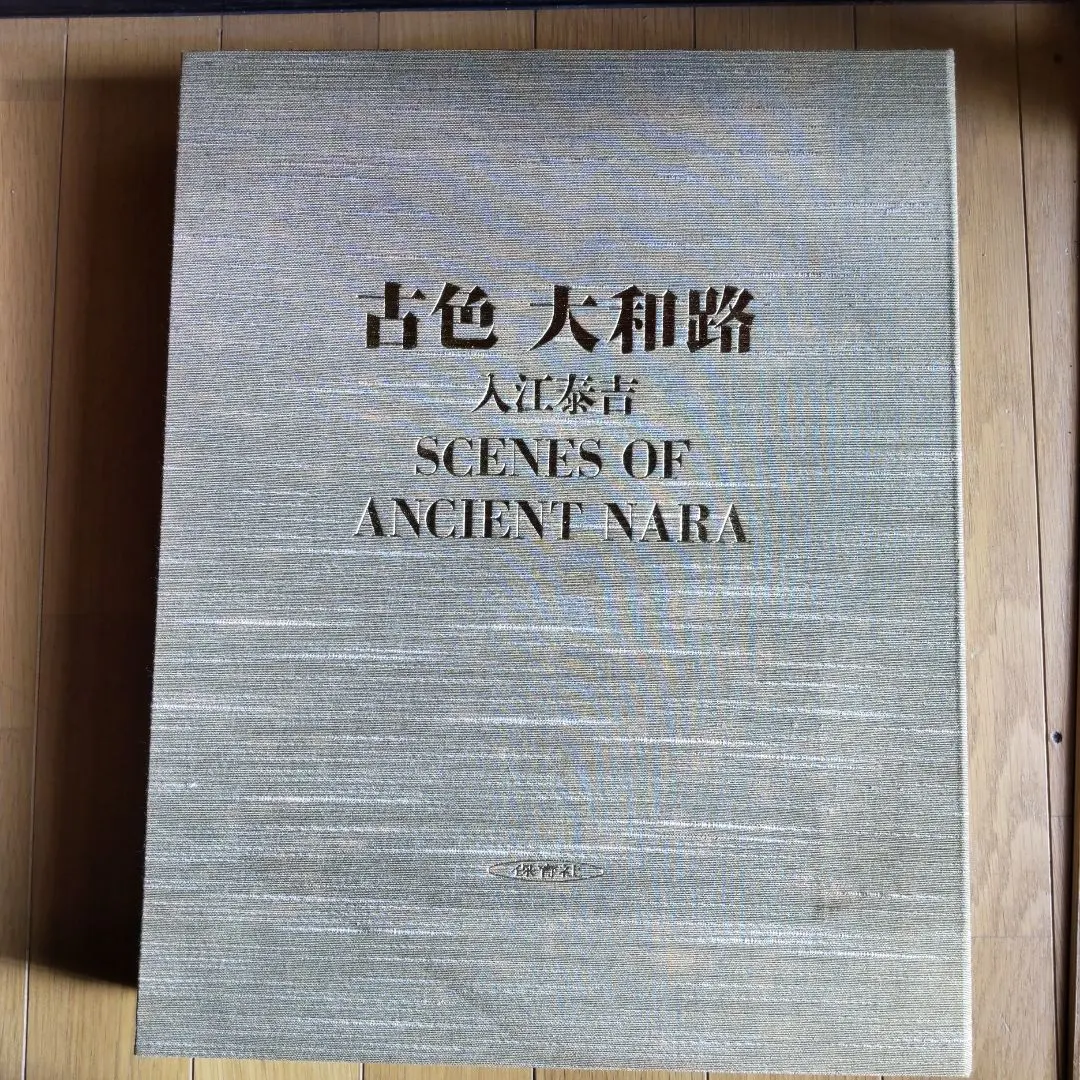 古色 大和路
入江泰吉
SCENES OF
ANCIENT NARA
保育社